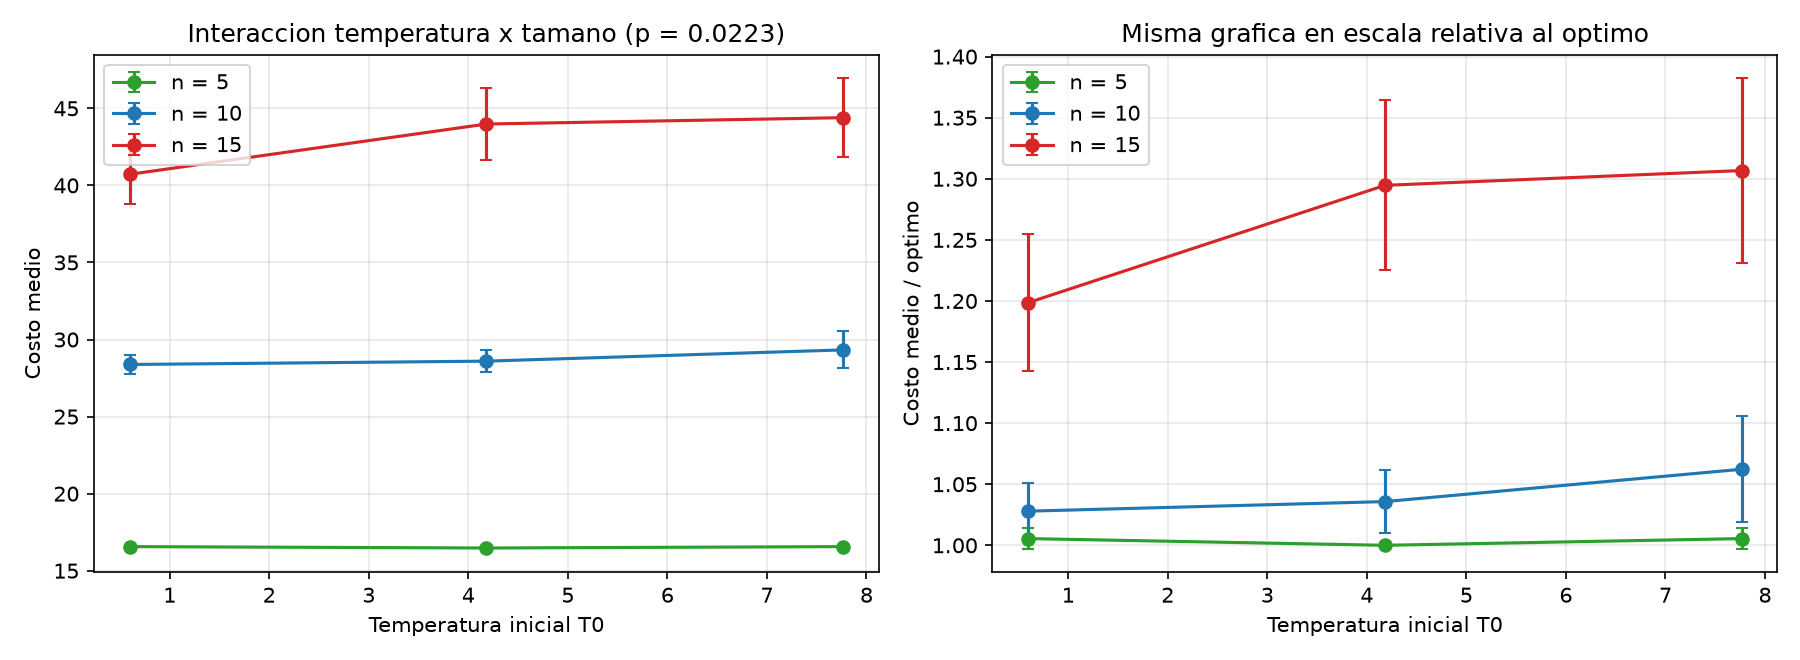 Interaccion temperatura x tamano (p = 0.0223)
n = 5
n = 10
n = 15
45
40
35
30
25
20
15
Costo medio
1 2 3 4 5 6 7 8
Temperatura inicial T0
Misma grafica en escala relativa al optimo
n = 5
n = 10
n = 15
1.40
1.35
1.30
1.25
1.20
1.15
1.10
1.05
1.00
Costo medio / optimo
1 2 3 4 5 6 7 8
Temperatura inicial T0